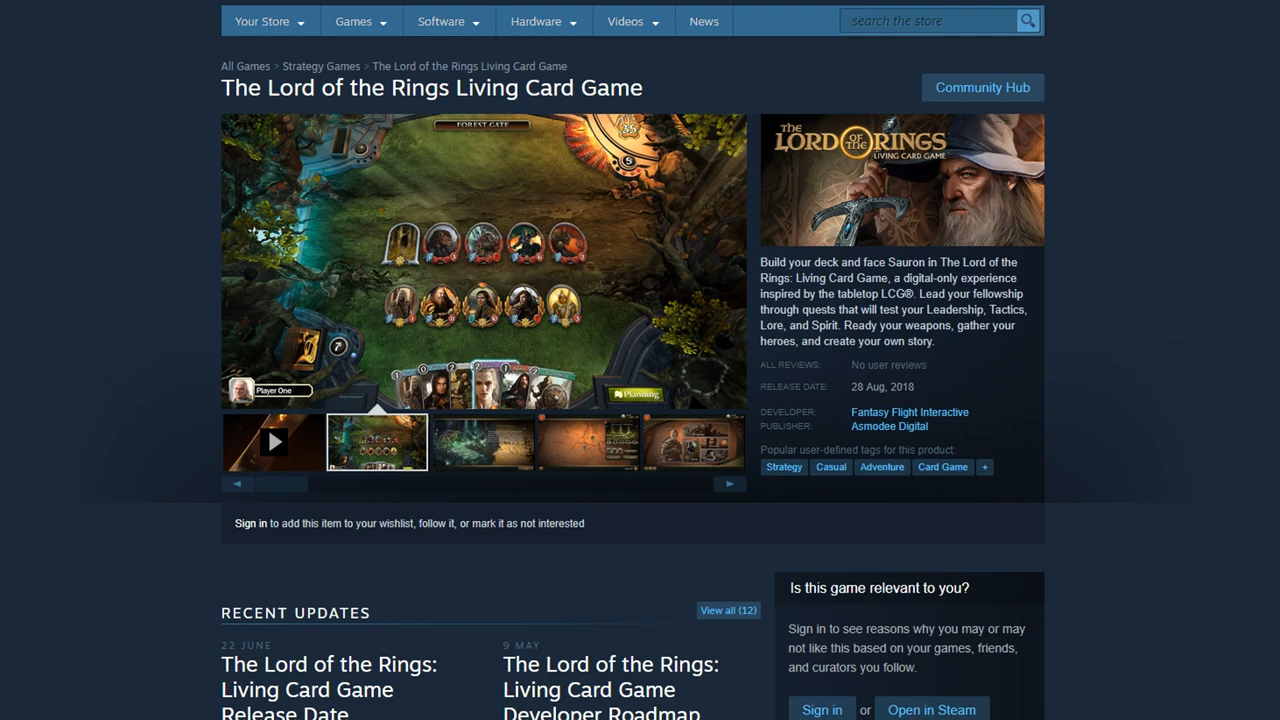 Your Store
Games
Software
Hardware
Videos
News
search the store
All Games > Strategy Games > The Lord of the Rings Living Card Game
The Lord of the Rings Living Card Game
Community Hub
FOREST GATE
35
5
7
Player One
Planning
THE
LORD OF THE RINGS
LIVING CARD GAME
Build your deck and face Sauron in The Lord of the
Rings: Living Card Game, a digital-only experience
inspired by the tabletop LCG®. Lead your fellowship
through quests that will test your Leadership, Tactics,
Lore, and Spirit. Ready your weapons, gather your
heroes, and create your own story.
ALL REVIEWS: No user reviews
RELEASE DATE: 28 Aug, 2018
DEVELOPER: Fantasy Flight Interactive
PUBLISHER: Asmodee Digital
Popular user-defined tags for this product:
Strategy Casual Adventure Card Game +
Sign in to add this item to your wishlist, follow it, or mark it as not interested
RECENT UPDATES
View all (12)
22 JUNE
The Lord of the Rings:
Living Card Game
Release Date
9 MAY
The Lord of the Rings:
Living Card Game
Developer Roadmap
Is this game relevant to you?
Sign in to see reasons why you may or may
not like this based on your games, friends,
and curators you follow.
Sign in or Open in Steam